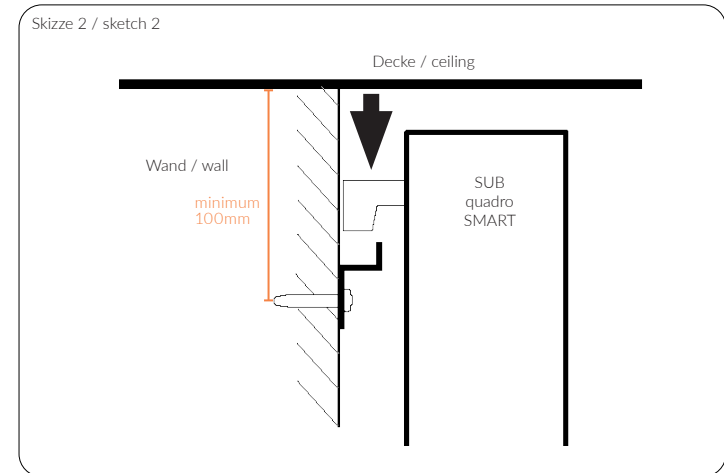 Skizze 2 / sketch 2
Decke / ceiling
Wand / wall
minimum
100mm
SUB
quadro
SMART